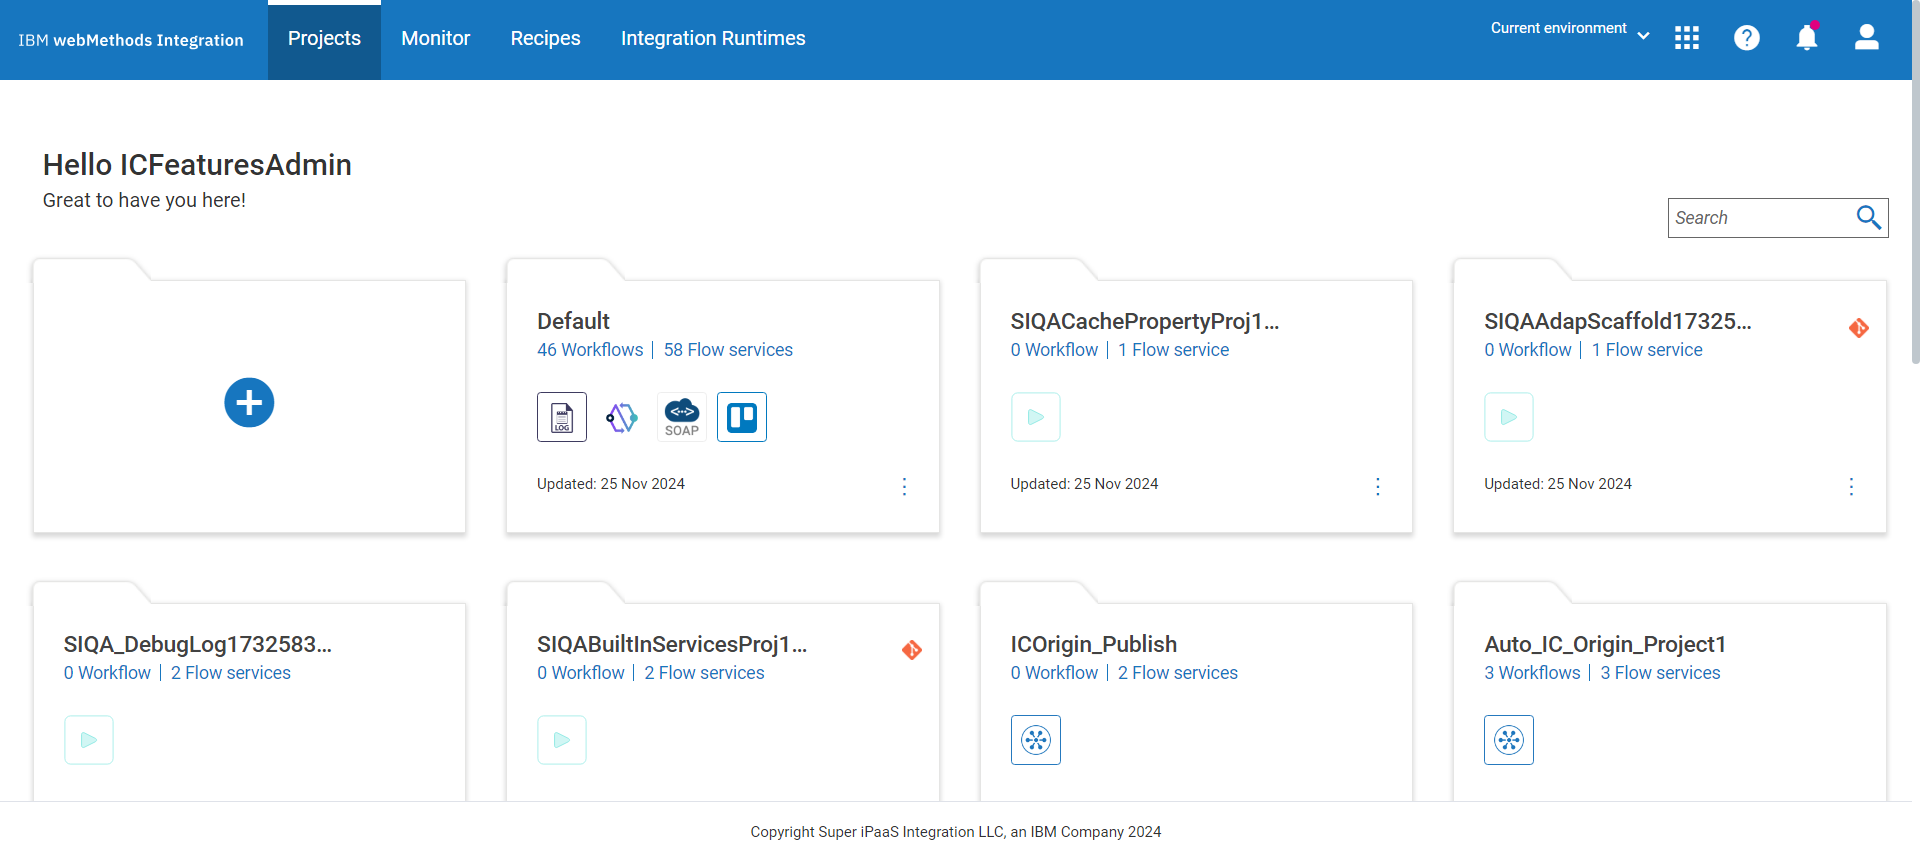 IBM webMethods Integration
Projects
Monitor
Recipes
Integration Runtimes
Current environment
?
Hello ICFeaturesAdmin
Great to have you here!
Search
Default
46 Workflows | 58 Flow services
LOG
SOAP
Updated: 25 Nov 2024
SIQACachePropertyProj1...
0 Workflow | 1 Flow service
Updated: 25 Nov 2024
SIQAAdapScaffold17325...
0 Workflow | 1 Flow service
Updated: 25 Nov 2024
SIQA_DebugLog1732583...
0 Workflow | 2 Flow services
SIQABuiltInServicesProj1...
0 Workflow | 2 Flow services
ICOrigin_Publish
0 Workflow | 2 Flow services
Auto_IC_Origin_Project1
3 Workflows | 3 Flow services
Copyright Super iPaaS Integration LLC, an IBM Company 2024